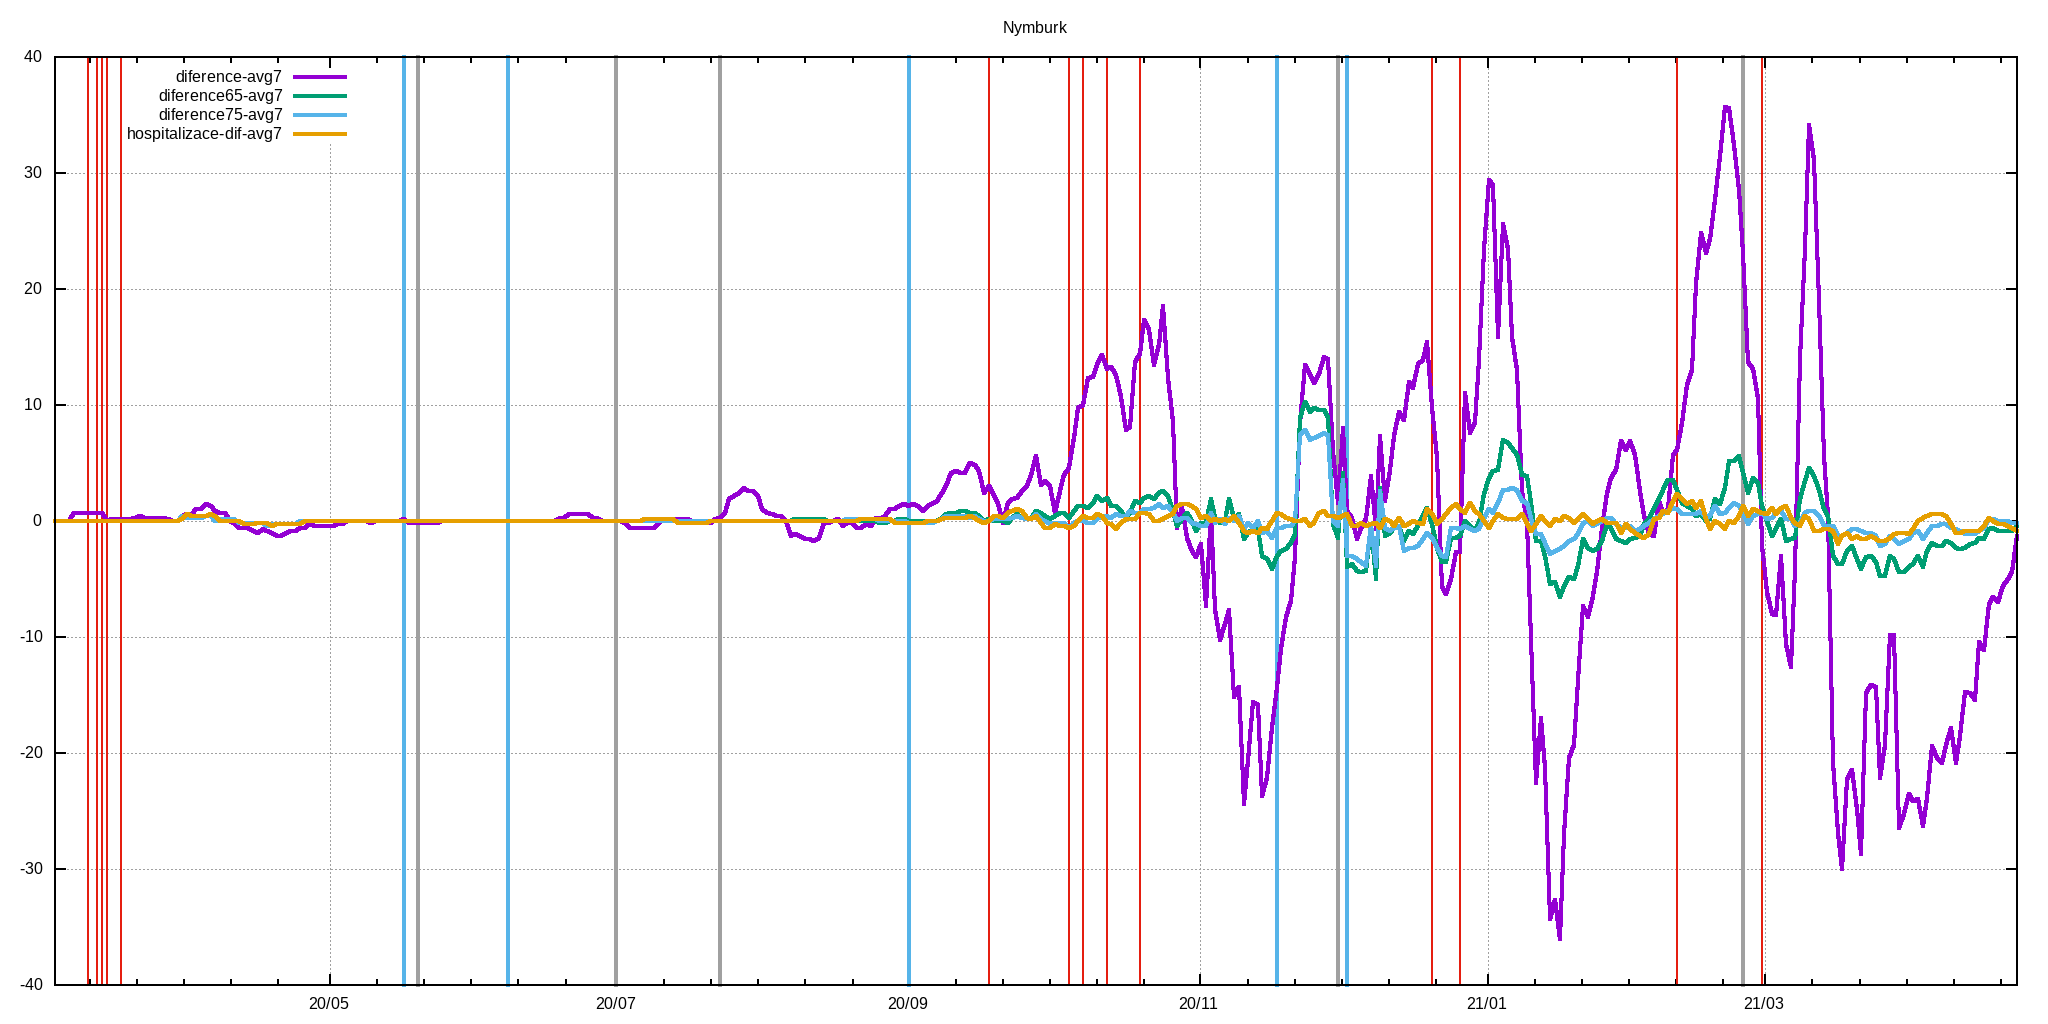 Nymburk
diference-avg7
diference65-avg7
diference75-avg7
hospitalizace-dif-avg7
40
30
20
10
0
-10
-20
-30
-40
20/05 20/07 20/09 20/11 21/01 21/03